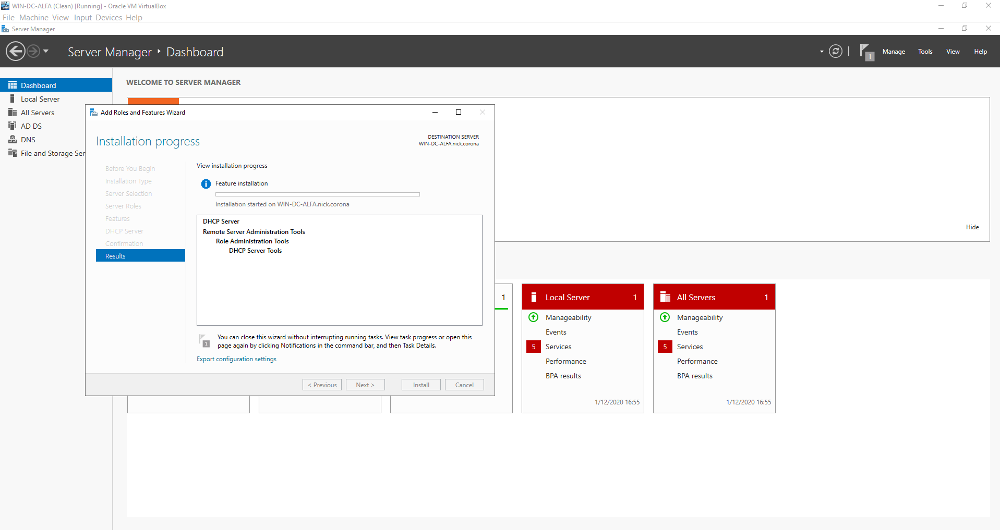 WIN-DC-ALFA (Clean) [Running] - Oracle VM VirtualBox
File Machine View Input Devices Help
Server Manager
Server Manager ‣ Dashboard
1
Manage Tools View Help
Dashboard
Local Server
All Servers
AD DS
DNS
File and Storage Ser
WELCOME TO SERVER MANAGER
Add Roles and Features Wizard
Installation progress
DESTINATION SERVER
WIN-DC-ALFA.nick.corona
Before You Begin
Installation Type
Server Selection
Server Roles
Features
DHCP Server
Confirmation
Results
View installation progress
Feature installation
Installation started on WIN-DC-ALFA.nick.corona
DHCP Server
Remote Server Administration Tools
Role Administration Tools
DHCP Server Tools
1
You can close this wizard without interrupting running tasks. View task progress or open this
page again by clicking Notifications in the command bar, and then Task Details.
Export configuration settings
< Previous Next > Install Cancel
Hide
1
Local Server 1
Manageability
Events
5 Services
Performance
BPA results
1/12/2020 16:55
All Servers 1
Manageability
Events
5 Services
Performance
BPA results
1/12/2020 16:55